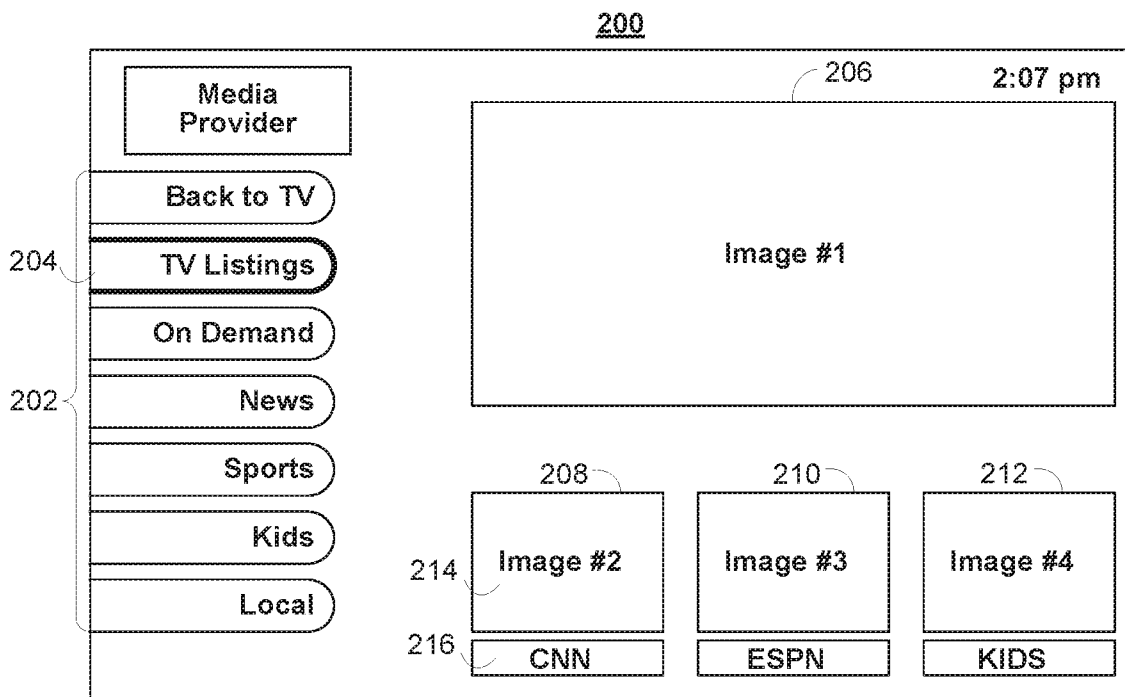 200
Media
Provider
206
2:07 pm
Back to TV
204
TV Listings
Image #1
On Demand
202
News
Sports
Kids
Local
208
210
212
214
Image #2
Image #3
Image #4
216
CNN
ESPN
KIDS